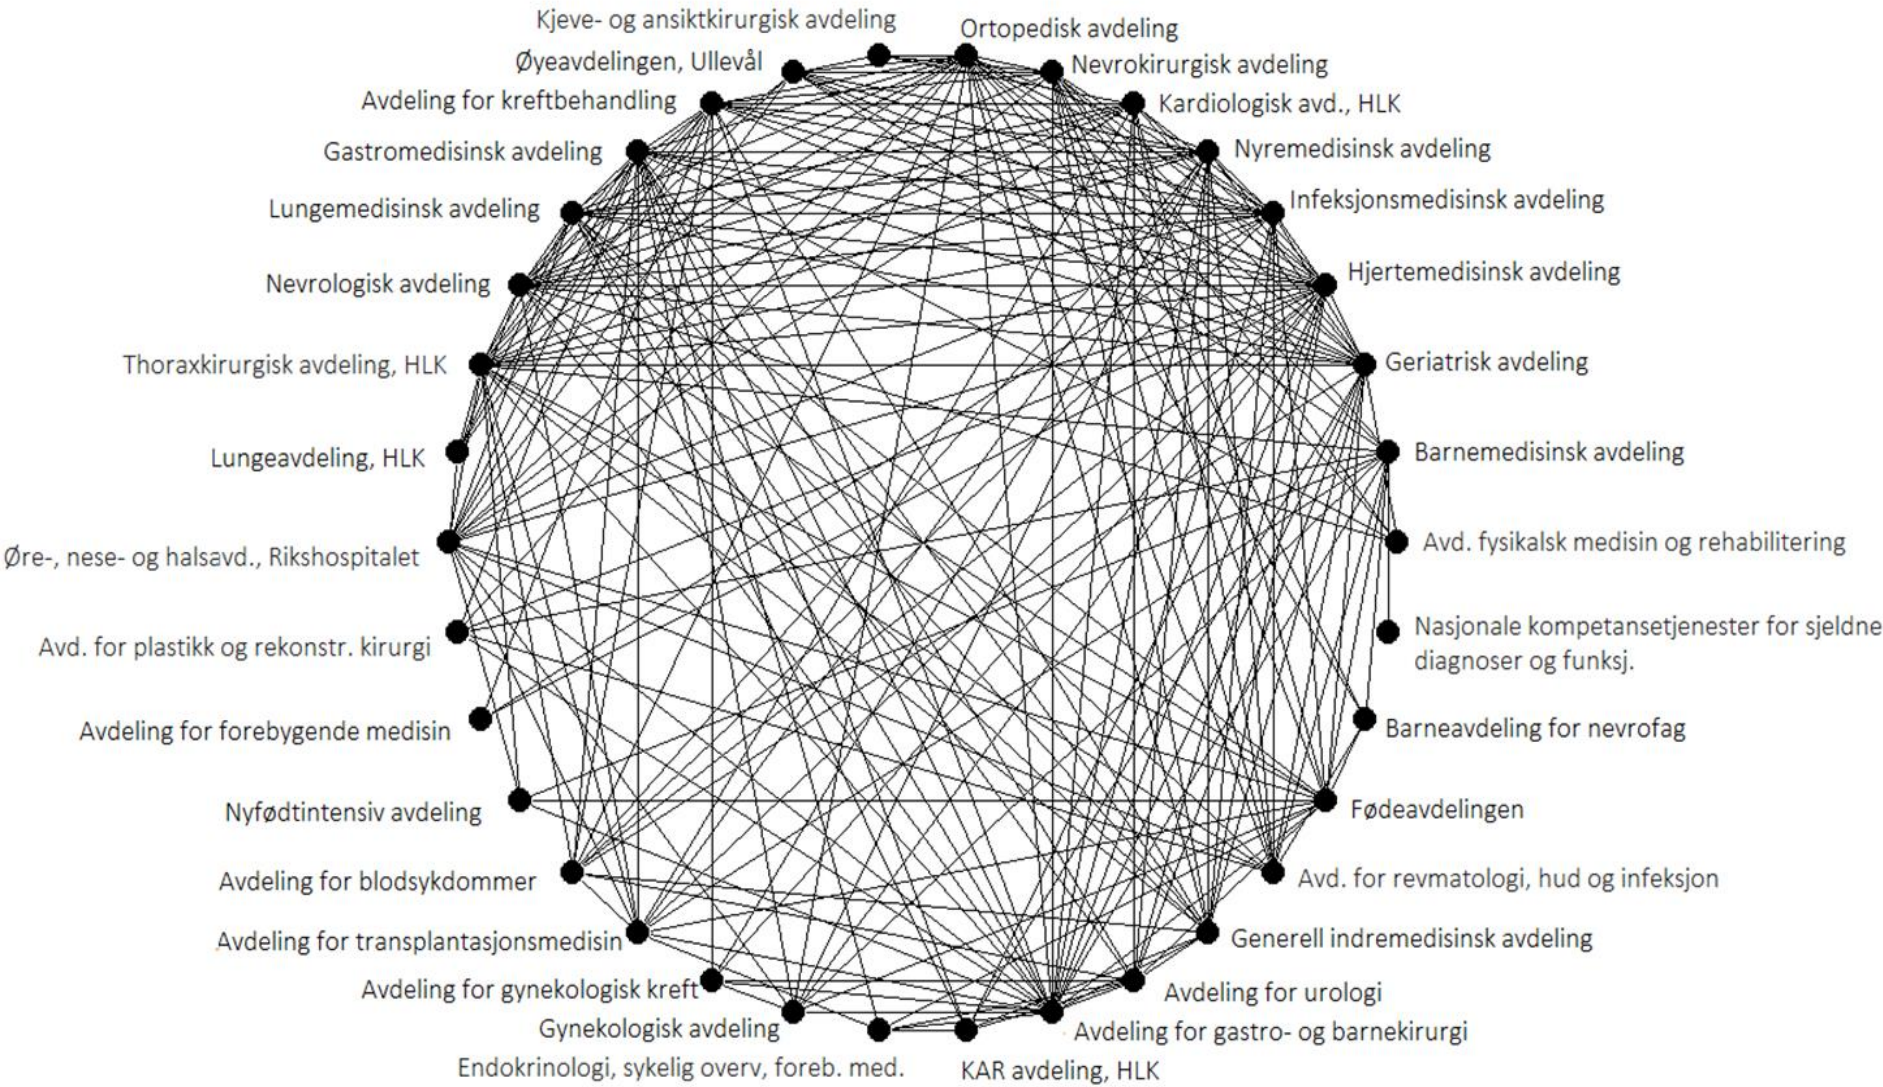 Kjeve- og ansiktkirurgisk avdeling
Ortopedisk avdeling
Øyeavdelingen, Ullevål
Nevrokirurgisk avdeling
Avdeling for kreftbehandling
Kardiologisk avd., HLK
Gastromedisinsk avdeling
Nyremedisinsk avdeling
Lungemedisinsk avdeling
Infeksjonsmedisinsk avdeling
Nevrologisk avdeling
Hjertemedisinsk avdeling
Thoraxkirurgisk avdeling, HLK
Geriatrisk avdeling
Lungeavdeling, HLK
Barnemedisinsk avdeling
Øre-, nese- og halsavd., Rikshospitalet
Avd. fysikalsk medisin og rehabilitering
Avd. for plastikk og rekonstr. kirurgi
Nasjonale kompetansetjenester for sjeldne
diagnoser og funksj.
Avdeling for forebygende medisin
Barneavdeling for nevrofag
Nyfødtintensiv avdeling
Fødeavdelingen
Avdeling for blodsykdommer
Avd. for revmatologi, hud og infeksjon
Avdeling for transplantasjonsmedisin
Generell indremedisinsk avdeling
Avdeling for gynekologisk kreft
Avdeling for urologi
Gynekologisk avdeling
Avdeling for gastro- og barnekirurgi
Endokrinologi, sykelig overv, foreb. med.
KAR avdeling, HLK